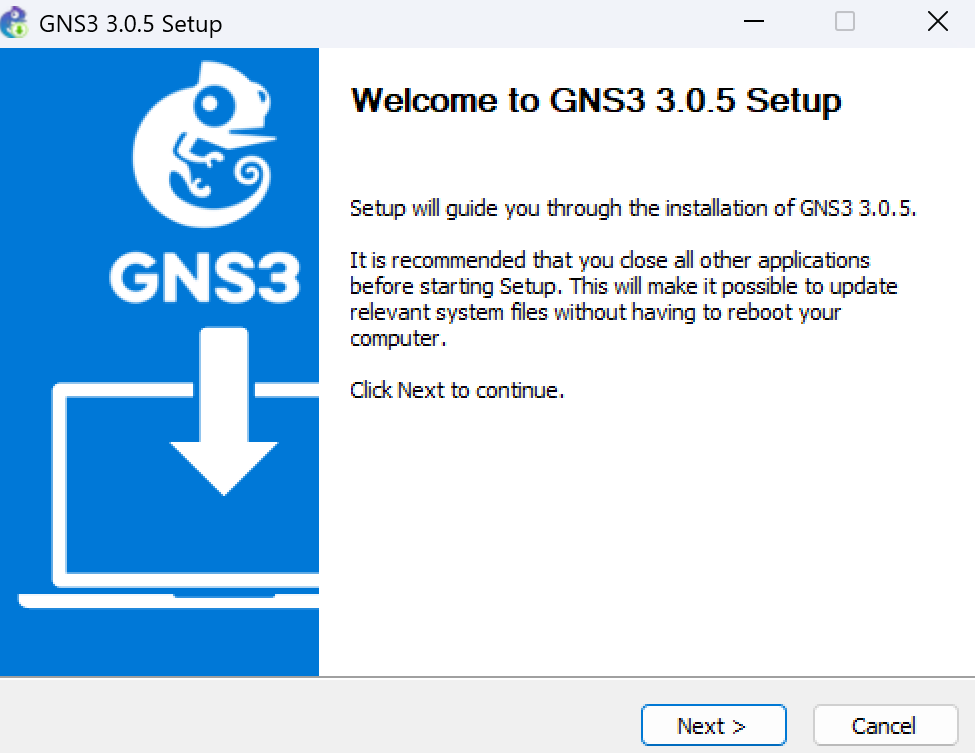 GNS3 3.0.5 Setup
GNS3
Welcome to GNS3 3.0.5 Setup
Setup will guide you through the installation of GNS3 3.0.5.
It is recommended that you close all other applications
before starting Setup. This will make it possible to update
relevant system files without having to reboot your
computer.
Click Next to continue.
Next >
Cancel